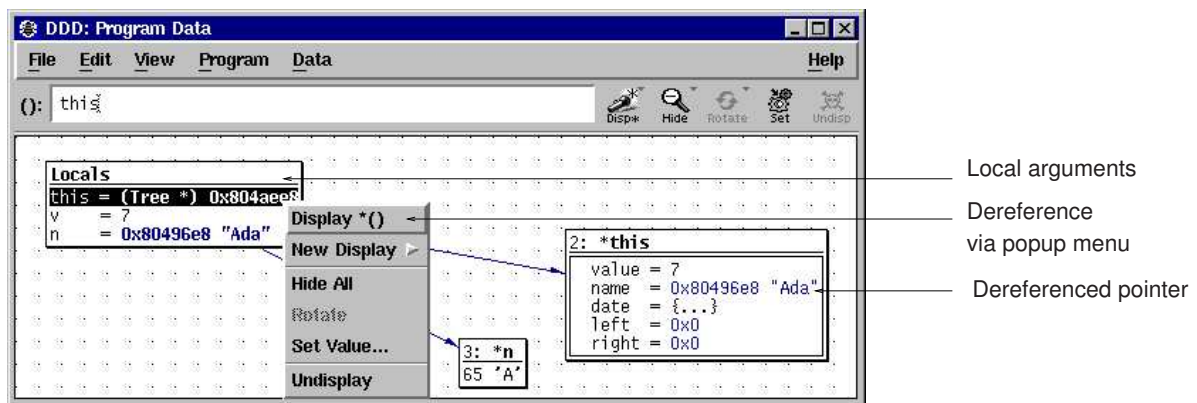 DDD: Program Data
File Edit View Program Data Help
(): this
Disp* Hide Rotate Set Undisp
Locals
this = (Tree *) 0x804aee8
v = 7
n = 0x80496e8 "Ada"
Display *()
New Display
Hide All
Rotate
Set Value...
Undisplay
2: *this
value = 7
name = 0x80496e8 "Ada"
date = {...}
left = 0x0
right = 0x0
3: *n
65 'A'
Local arguments
Dereference
via popup menu
Dereferenced pointer